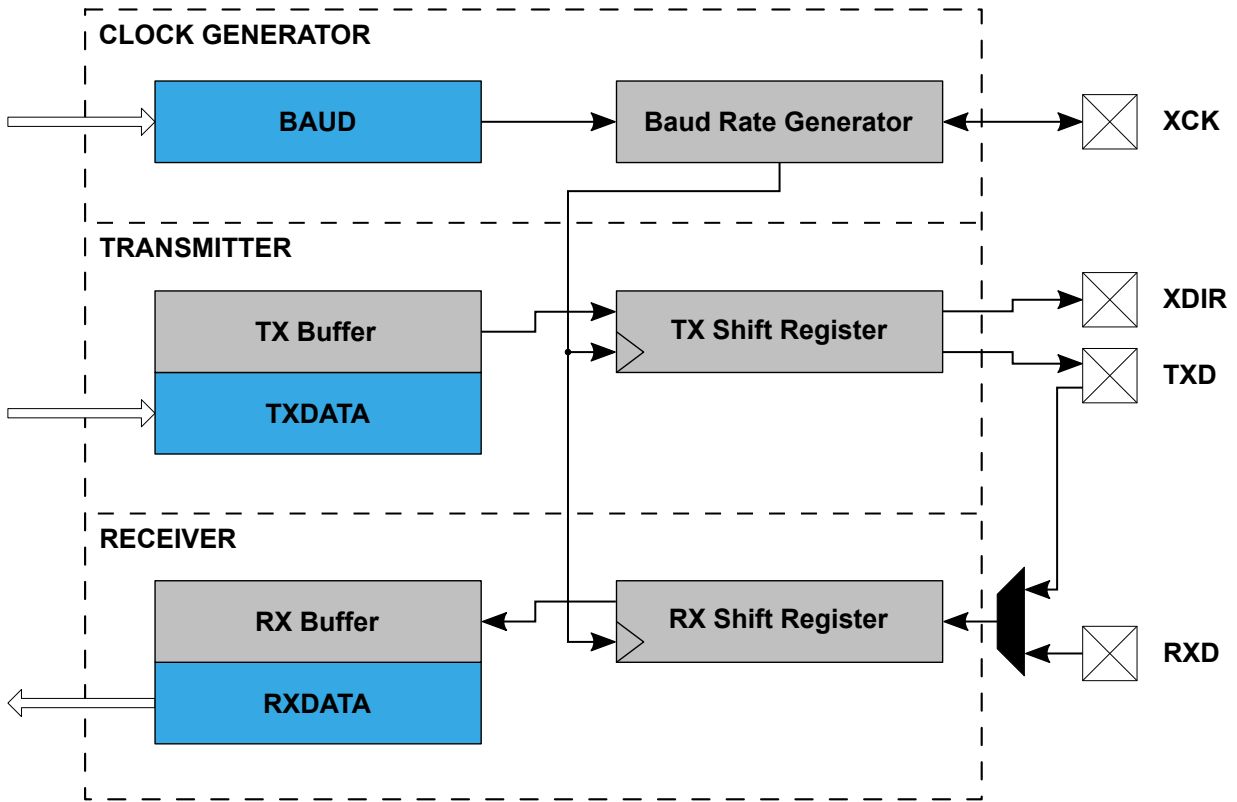 CLOCK GENERATOR
BAUD
Baud Rate Generator
XCK
TRANSMITTER
TX Buffer
TX Shift Register
XDIR
TXD
TXDATA
RECEIVER
RX Buffer
RX Shift Register
RXD
RXDATA